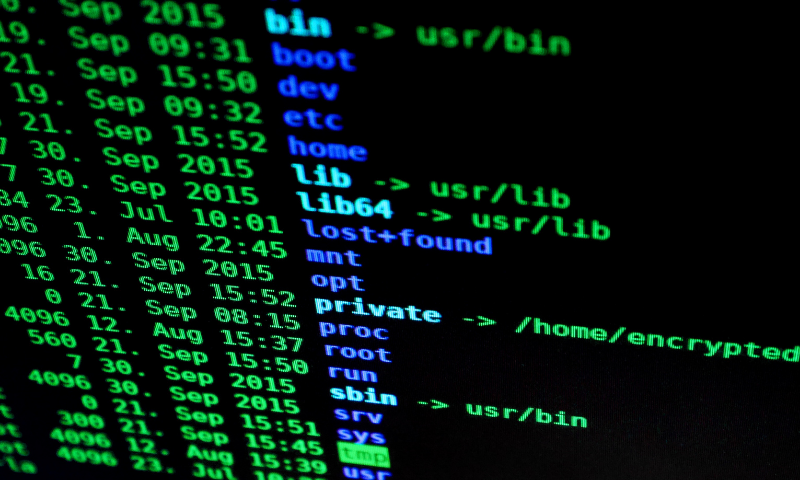 0. Sep 2015 bin -> usr/bin
19. Sep 09:31 boot
21. Sep 15:50 dev
19. Sep 09:32 etc
21. Sep 15:52 home
7 30. Sep 2015 lib -> usr/lib
7 30. Sep 2015 lib64 -> usr/lib
84 23. Jul 10:01 lost+found
096 1. Aug 22:45 mnt
096 30. Sep 2015 opt
16 21. Sep 15:52 private -> /home/encrypted
0 21. Sep 08:15 proc
4096 12. Aug 15:37 root
560 21. Sep 15:50 run
7 30. Sep 2015 sbin -> usr/bin
4096 30. Sep 2015 srv
0 21. Sep 15:51 sys
300 21. Sep 15:45 tmp
4096 12. Aug 15:39 usr
4096 23. Jul